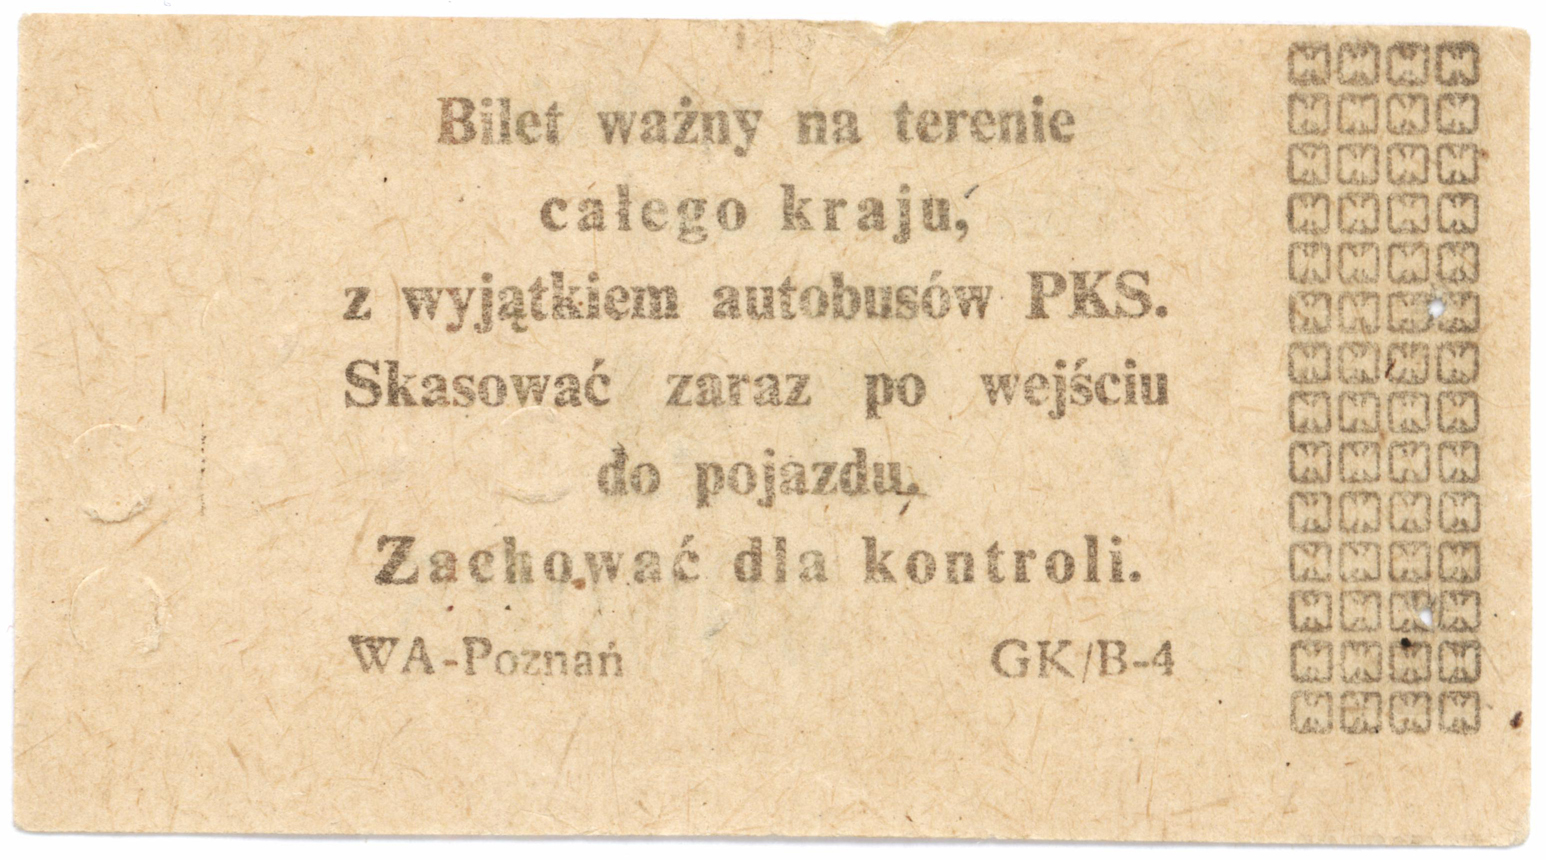 Bilet ważny na terenie
całego kraju,
z wyjątkiem autobusów PKS.
Skasować zaraz po wejściu
do pojazdu.
Zachować dla kontroli.
WA-Poznań GK/B-4